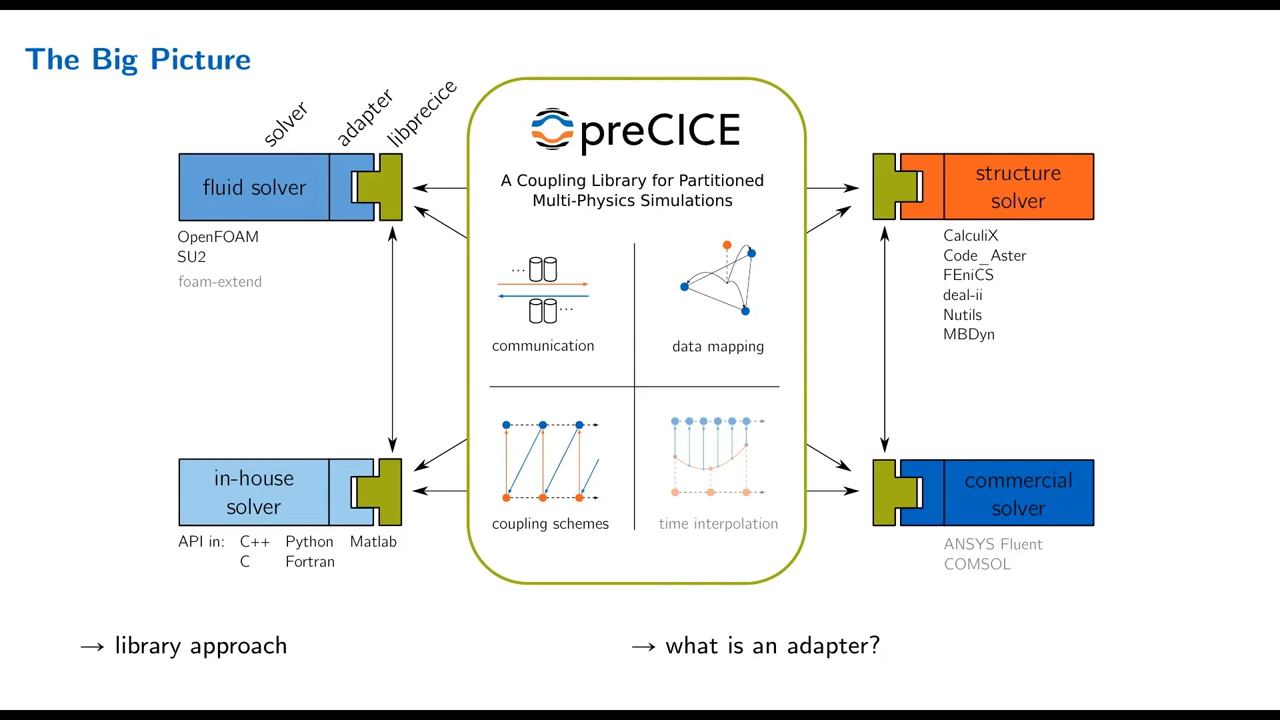 The Big Picture
solver
adapter
libprecice
fluid solver
OpenFOAM
SU2
foam-extend
preCICE
A Coupling Library for Partitioned
Multi-Physics Simulations
...
...
communication
data mapping
coupling schemes
time interpolation
structure
solver
CalculiX
Code_Aster
FEniCS
deal-ii
Nutils
MBDyn
in-house
solver
API in: C++ Python Matlab
C Fortran
commercial
solver
ANSYS Fluent
COMSOL
→ library approach
→ what is an adapter?